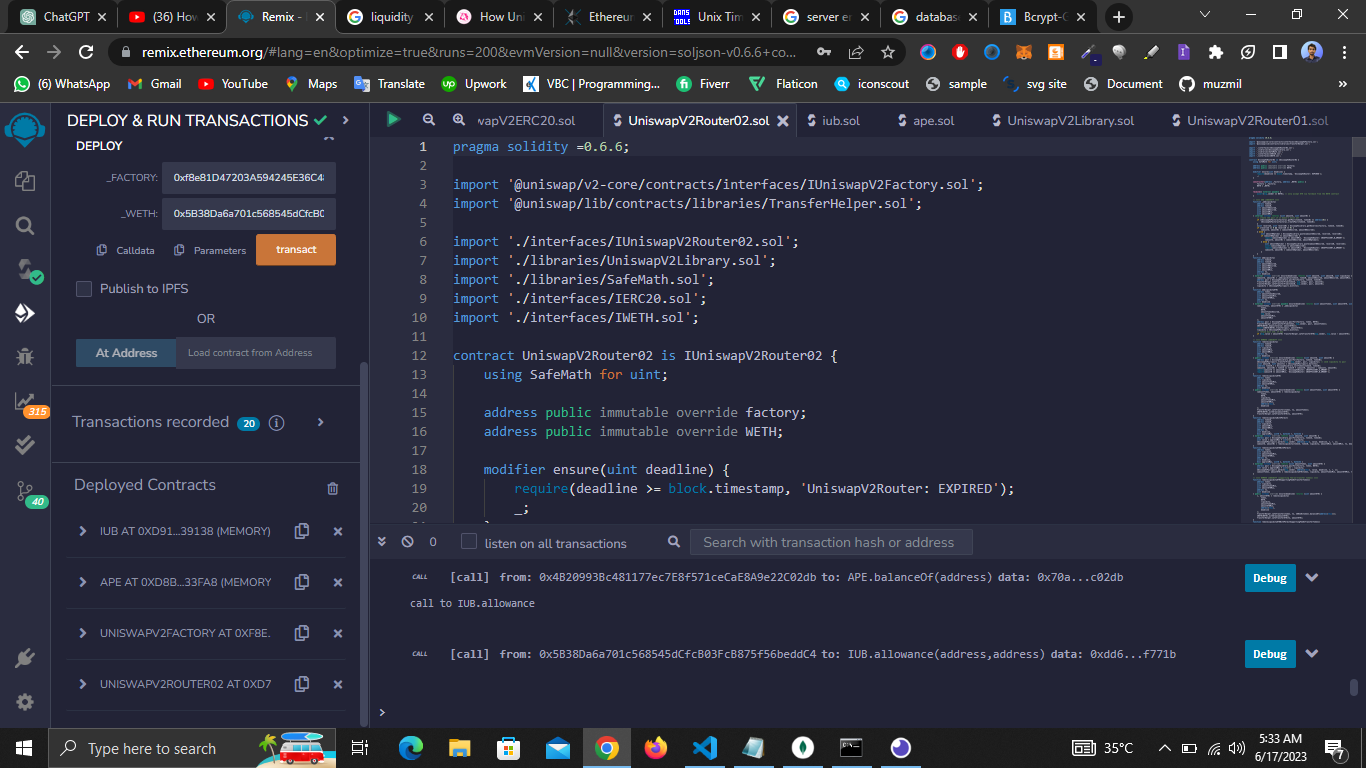 ChatGPT
(36) How
Remix -
liquidity
How Uni
Ethereum
Unix Tim
server er
database
Bcrypt-G
remix.ethereum.org/#lang=en&optimize=true&runs=200&evmVersion=null&version=soljson-v0.6.6+co...
(6) WhatsApp
Gmail
YouTube
Maps
Translate
Upwork
VBC | Programming...
Fiverr
Flaticon
iconscout
sample
svg site
Document
muzmil
»
DEPLOY & RUN TRANSACTIONS
DEPLOY
_FACTORY:
0xf8e81D47203A594245E36C48
_WETH:
0x5B38Da6a701c568545dCfcB0
Calldata
Parameters
transact
Publish to IPFS
OR
At Address
Load contract from Address
Transactions recorded 20 i
Deployed Contracts
IUB AT 0XD91...39138 (MEMORY)
APE AT 0XD8B...33FA8 (MEMORY
UNISWAPV2FACTORY AT 0XF8E.
UNISWAPV2ROUTER02 AT 0XD7
315
40
wapV2ERC20.sol
UniswapV2Router02.sol
iub.sol
ape.sol
UniswapV2Library.sol
UniswapV2Router01.sol
1 pragma solidity =0.6.6;
2
3 import '@uniswap/v2-core/contracts/interfaces/IUniswapV2Factory.sol';
4 import '@uniswap/lib/contracts/libraries/TransferHelper.sol';
5
6 import './interfaces/IUniswapV2Router02.sol';
7 import './libraries/UniswapV2Library.sol';
8 import './libraries/SafeMath.sol';
9 import './interfaces/IERC20.sol';
10 import './interfaces/IWETH.sol';
11
12 contract UniswapV2Router02 is IUniswapV2Router02 {
13 using SafeMath for uint;
14
15 address public immutable override factory;
16 address public immutable override WETH;
17
18 modifier ensure(uint deadline) {
19 require(deadline >= block.timestamp, 'UniswapV2Router: EXPIRED');
20 _;
0
listen on all transactions
Search with transaction hash or address
CALL [call] from: 0x4B20993Bc481177ec7E8f571ceCaE8A9e22C02db to: APE.balanceOf(address) data: 0x70a...c02db
Debug
call to IUB.allowance
CALL [call] from: 0x5B38Da6a701c568545dCfcB03FcB875f56beddC4 to: IUB.allowance(address,address) data: 0xdd6...f771b
Debug
>
Type here to search
35°C
5:33 AM
6/17/2023
7